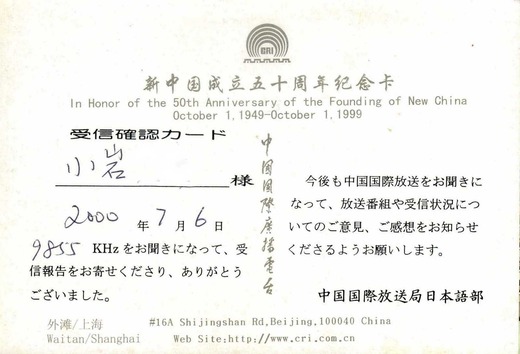 CRI
新中国成立五十周年纪念卡
In Honor of the 50th Anniversary of the Founding of New China
October 1,1949-October 1,1999
受信確認カード
小岩 様
2000 年 7 月 6 日
9855 KHzをお聞きになって、受
信報告をお寄せくださり、ありがとう
ございました。
中国国際廣播電台
今後も中国国際放送をお聞きに
なって、放送番組や受信状況につ
いてのご意見、ご感想をお知らせ
くださるようお願いします。
中国国際放送局日本語部
外滩/上海
Waitan/Shanghai
#16A Shijingshan Rd,Beijing,100040 China
Web Site:http://www.cri.com.cn